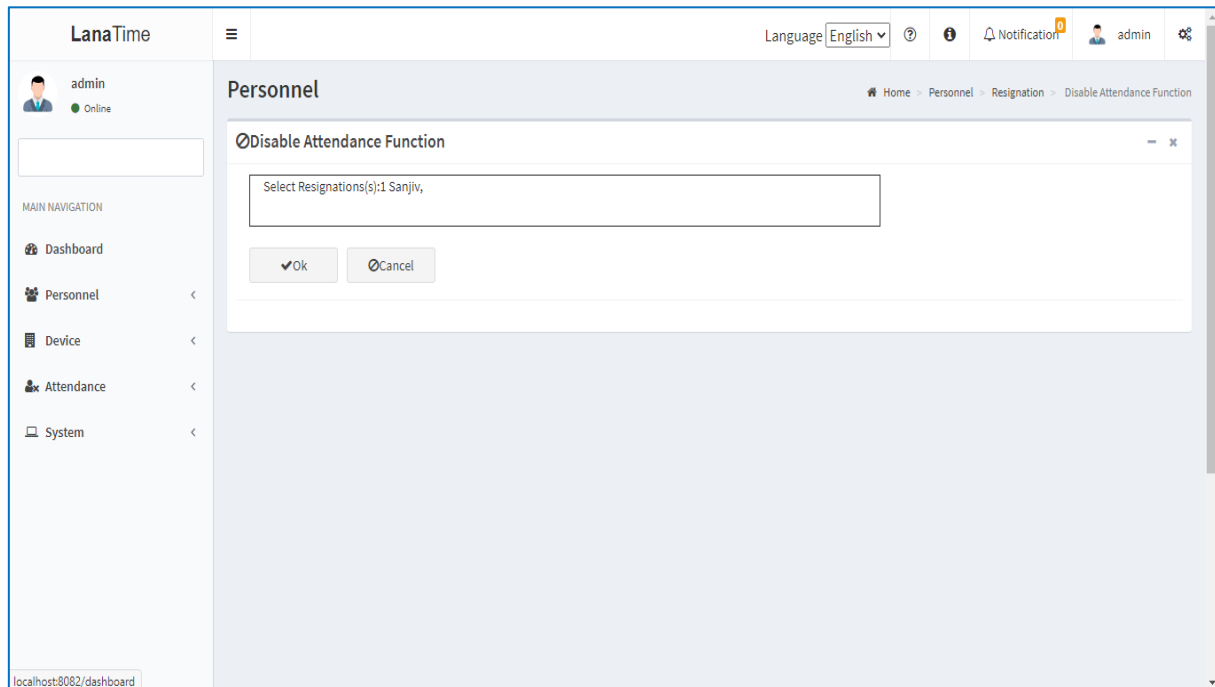 LanaTime
Language English
Notification 0
admin
admin
Online
MAIN NAVIGATION
Dashboard
Personnel
Device
Attendance
System
Personnel
Home > Personnel > Resignation > Disable Attendance Function
Disable Attendance Function
Select Resignations(s):1 Sanjiv,
Ok
Cancel
localhost:8082/dashboard